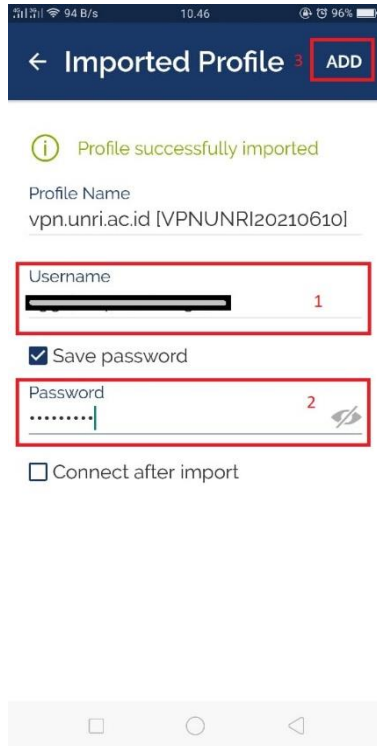 94 B/s 10.46 96%
Imported Profile 3 ADD
Profile successfully imported
Profile Name
vpn.unri.ac.id [VPNUNRI20210610]
Username
1
Save password
Password
2
•••••••••
Connect after import